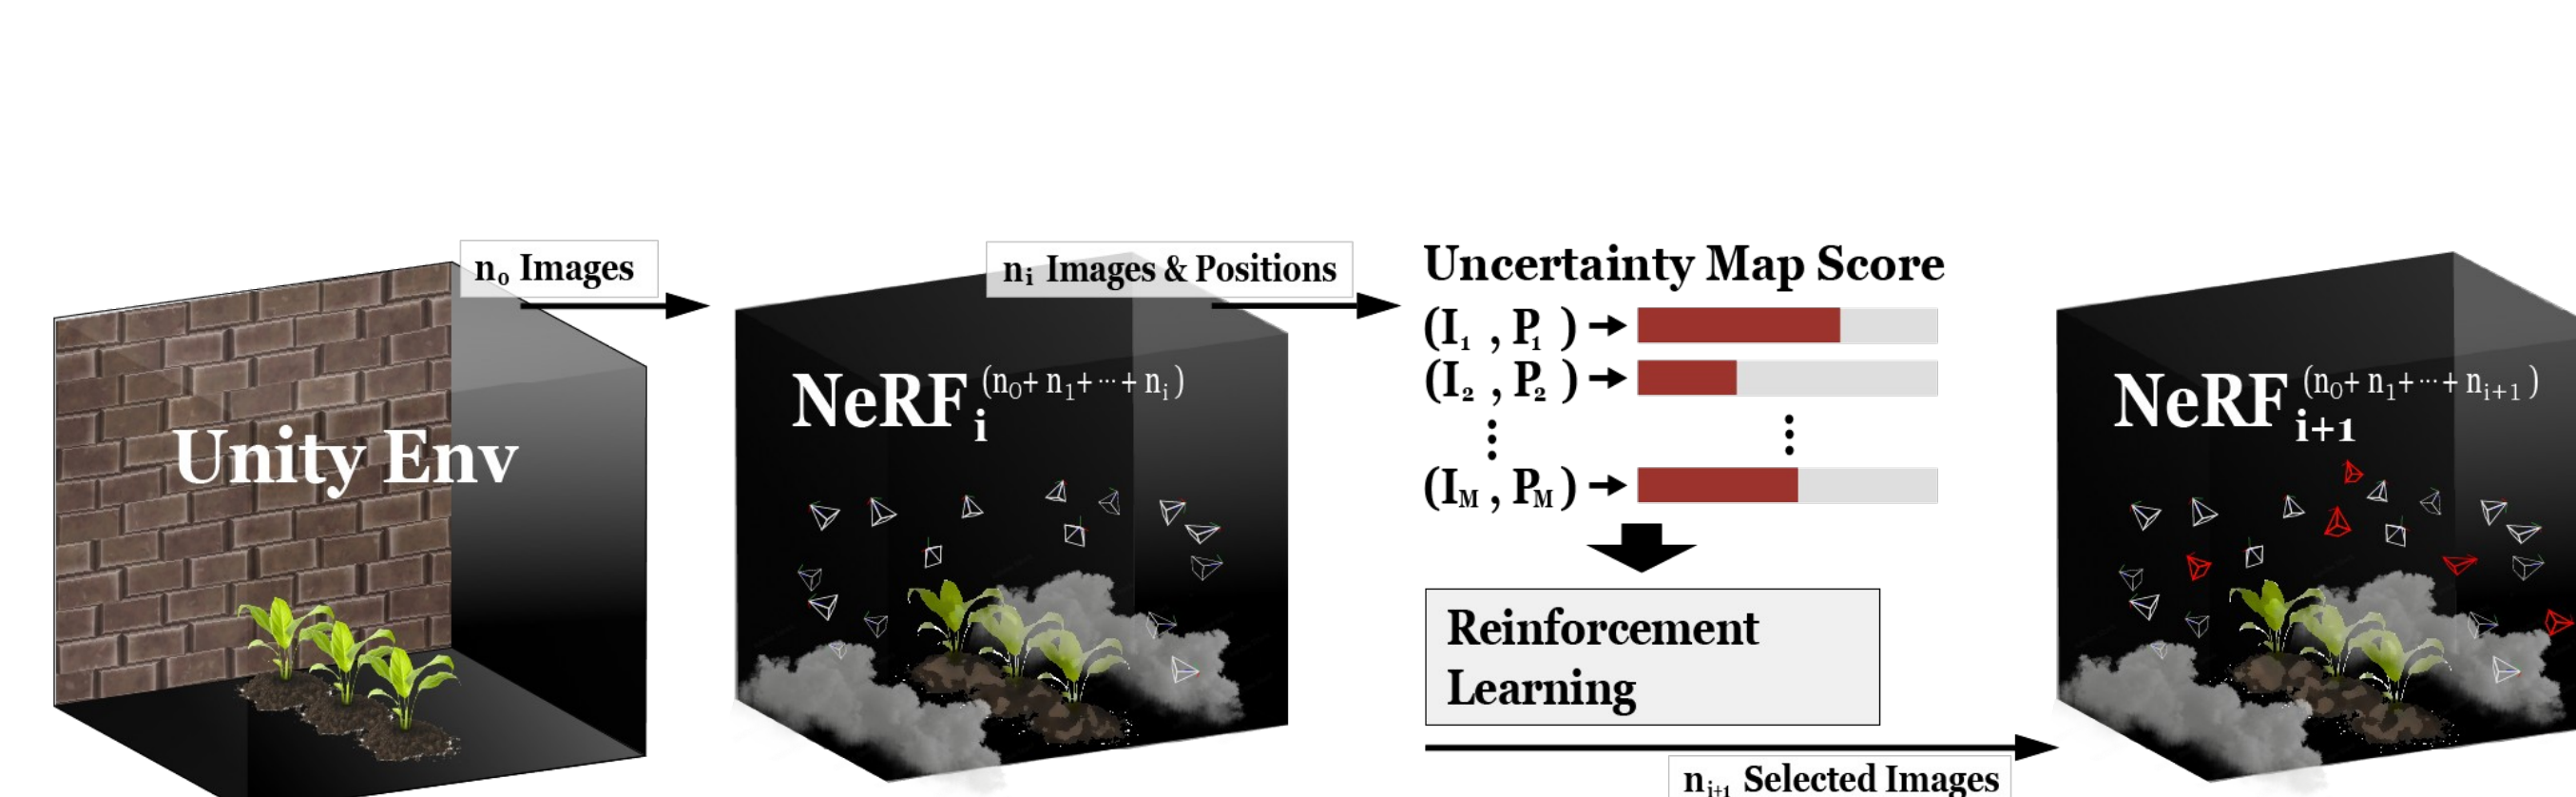 n₀ Images
Unity Env
nᵢ Images & Positions
NeRFᵢ (n₀+ n₁+ ··· + nᵢ )
Uncertainty Map Score
(I₁ , P₁ ) →
(I₂ , P₂ ) →
(I_M , P_M ) →
Reinforcement
Learning
nᵢ₊₁ Selected Images
NeRFᵢ₊₁ (n₀+ n₁+ ··· + nᵢ₊₁ )